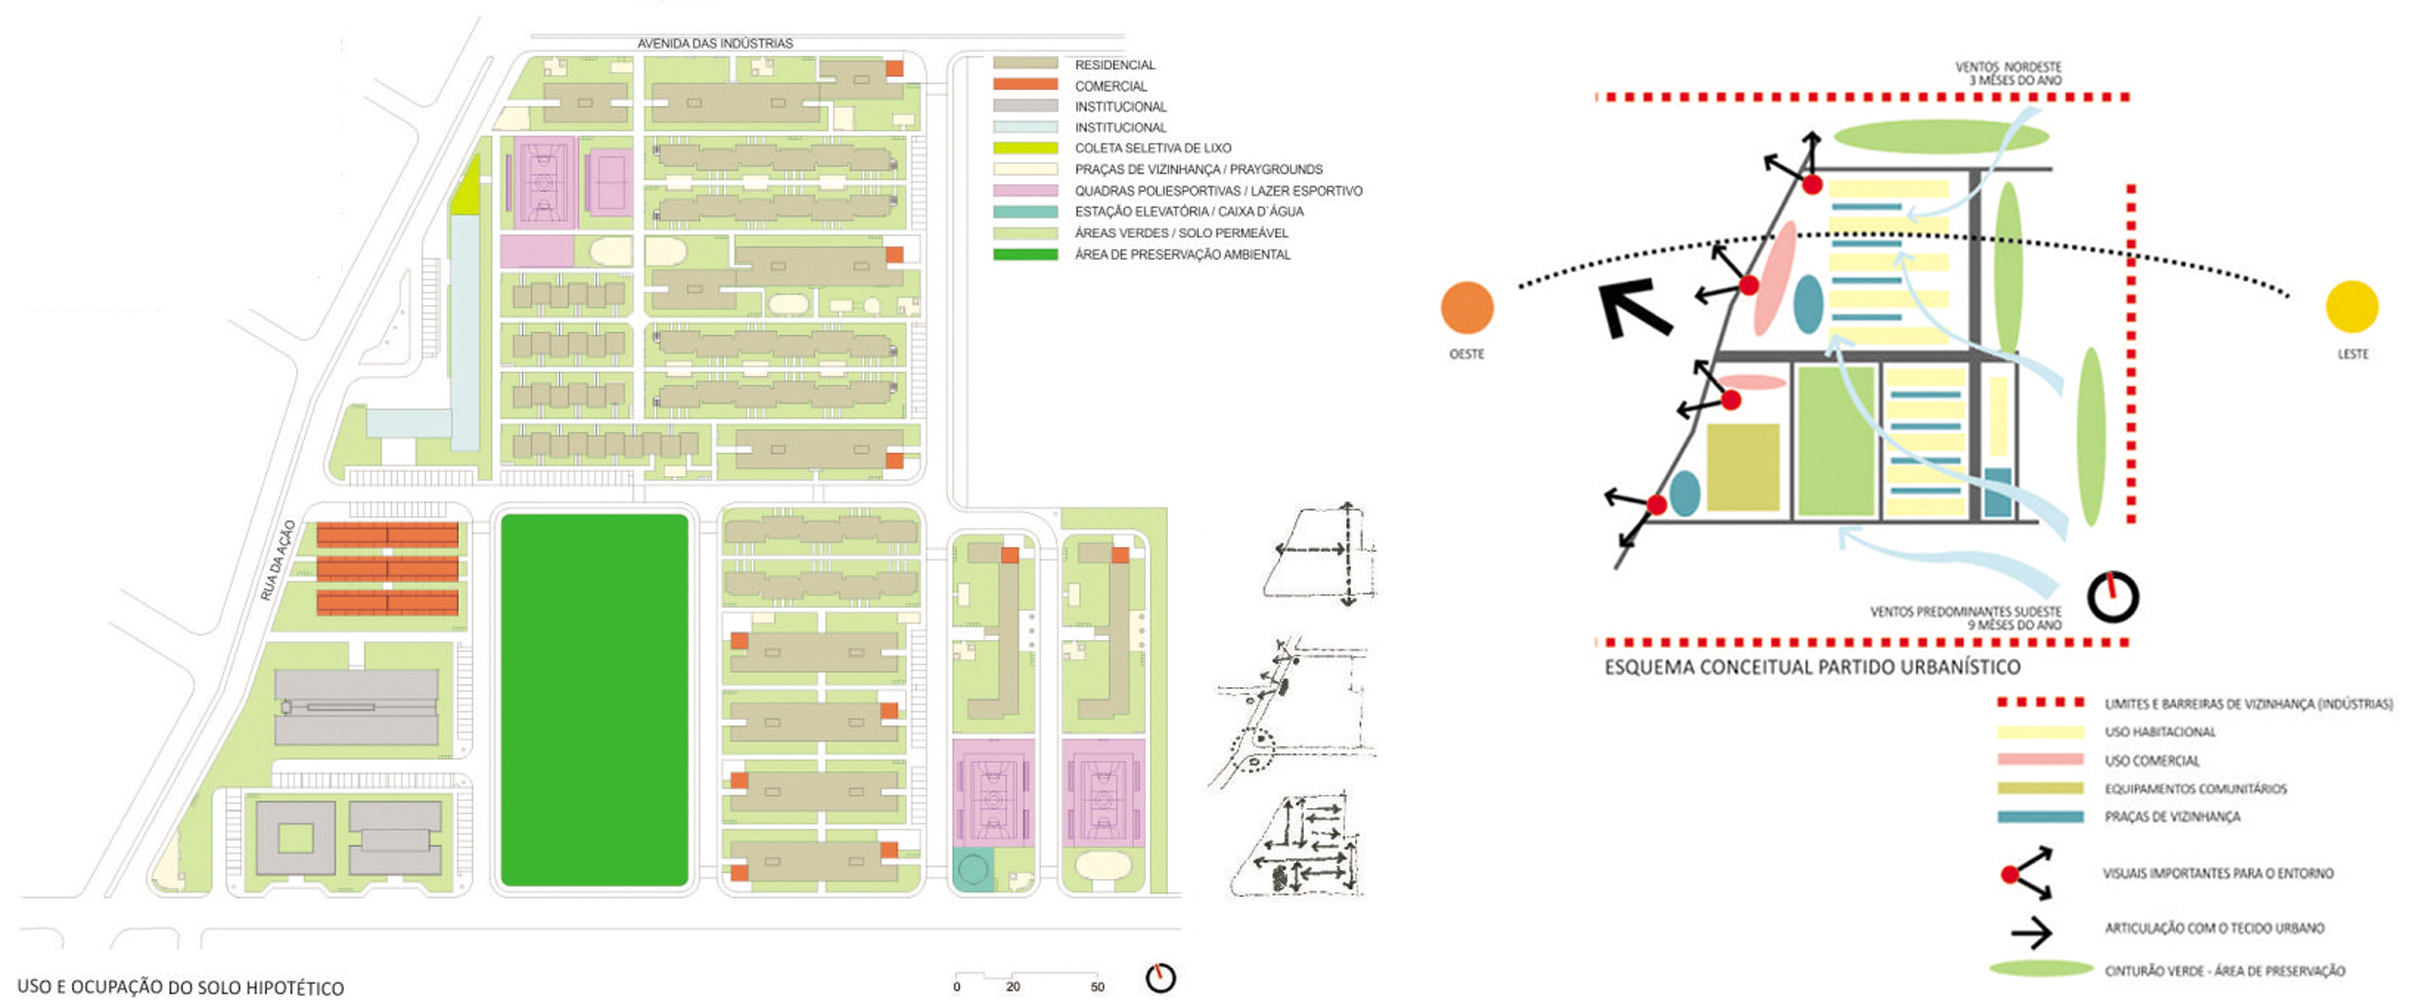 AVENIDA DAS INDÚSTRIAS
RESIDENCIAL
COMERCIAL
INSTITUCIONAL
INSTITUCIONAL
COLETA SELETIVA DE LIXO
PRAÇAS DE VIZINHANÇA / PRAYGROUNDS
QUADRAS POLIESPORTIVAS / LAZER ESPORTIVO
ESTAÇÃO ELEVATÓRIA / CAIXA D`ÁGUA
ÁREAS VERDES / SOLO PERMEÁVEL
ÁREA DE PRESERVAÇÃO AMBIENTAL
RUA DA AÇÃO
USO E OCUPAÇÃO DO SOLO HIPOTÉTICO
0 20 50
VENTOS NORDESTE
3 MÊSES DO ANO
OESTE
LESTE
VENTOS PREDOMINANTES SUDESTE
9 MÊSES DO ANO
ESQUEMA CONCEITUAL PARTIDO URBANÍSTICO
LIMITES E BARREIRAS DE VIZINHANÇA (INDÚSTRIAS)
USO HABITACIONAL
USO COMERCIAL
EQUIPAMENTOS COMUNITÁRIOS
PRAÇAS DE VIZINHANÇA
VISUAIS IMPORTANTES PARA O ENTORNO
ARTICULAÇÃO COM O TECIDO URBANO
CINTURÃO VERDE - ÁREA DE PRESERVAÇÃO